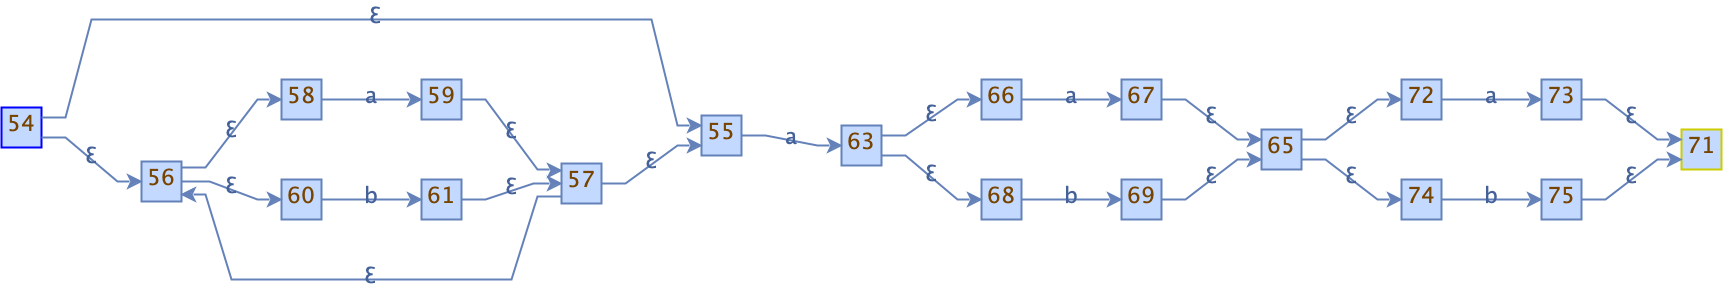 ε
58 a 59 66 a 67 72 a 73
54 ε ε ε ε ε ε ε
55 a 63 65 71
ε ε ε ε ε ε ε ε
56 57
60 b 61 68 b 69 74 b 75
ε